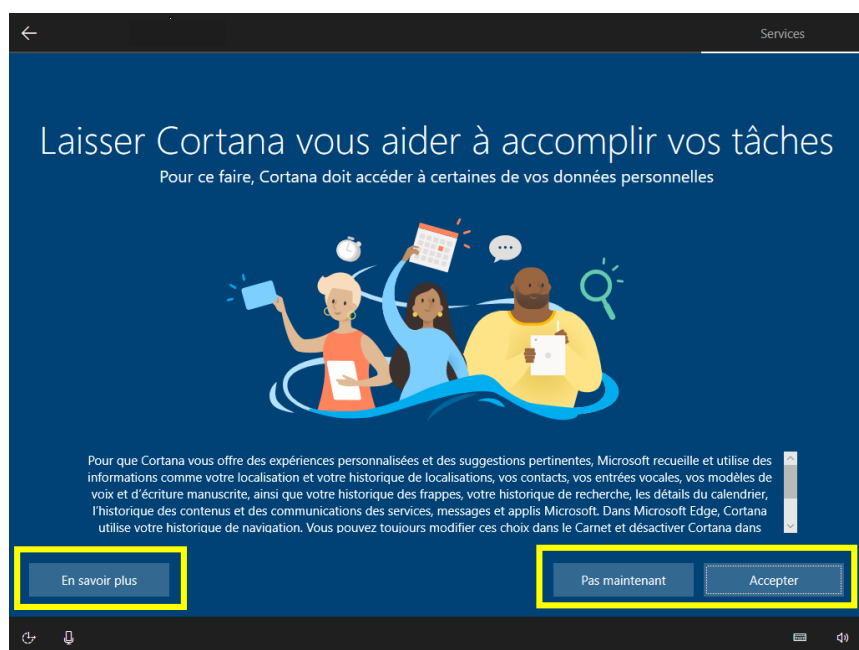 Services
Laisser Cortana vous aider à accomplir vos tâches
Pour ce faire, Cortana doit accéder à certaines de vos données personnelles
Pour que Cortana vous offre des expériences personnalisées et des suggestions pertinentes, Microsoft recueille et utilise des
informations comme votre localisation et votre historique de localisations, vos contacts, vos entrées vocales, vos modèles de
voix et d'écriture manuscrite, ainsi que votre historique des frappes, votre historique de recherche, les détails du calendrier,
l'historique des contenus et des communications des services, messages et applis Microsoft. Dans Microsoft Edge, Cortana
utilise votre historique de navigation. Vous pouvez toujours modifier ces choix dans le Carnet et désactiver Cortana dans
En savoir plus
Pas maintenant
Accepter